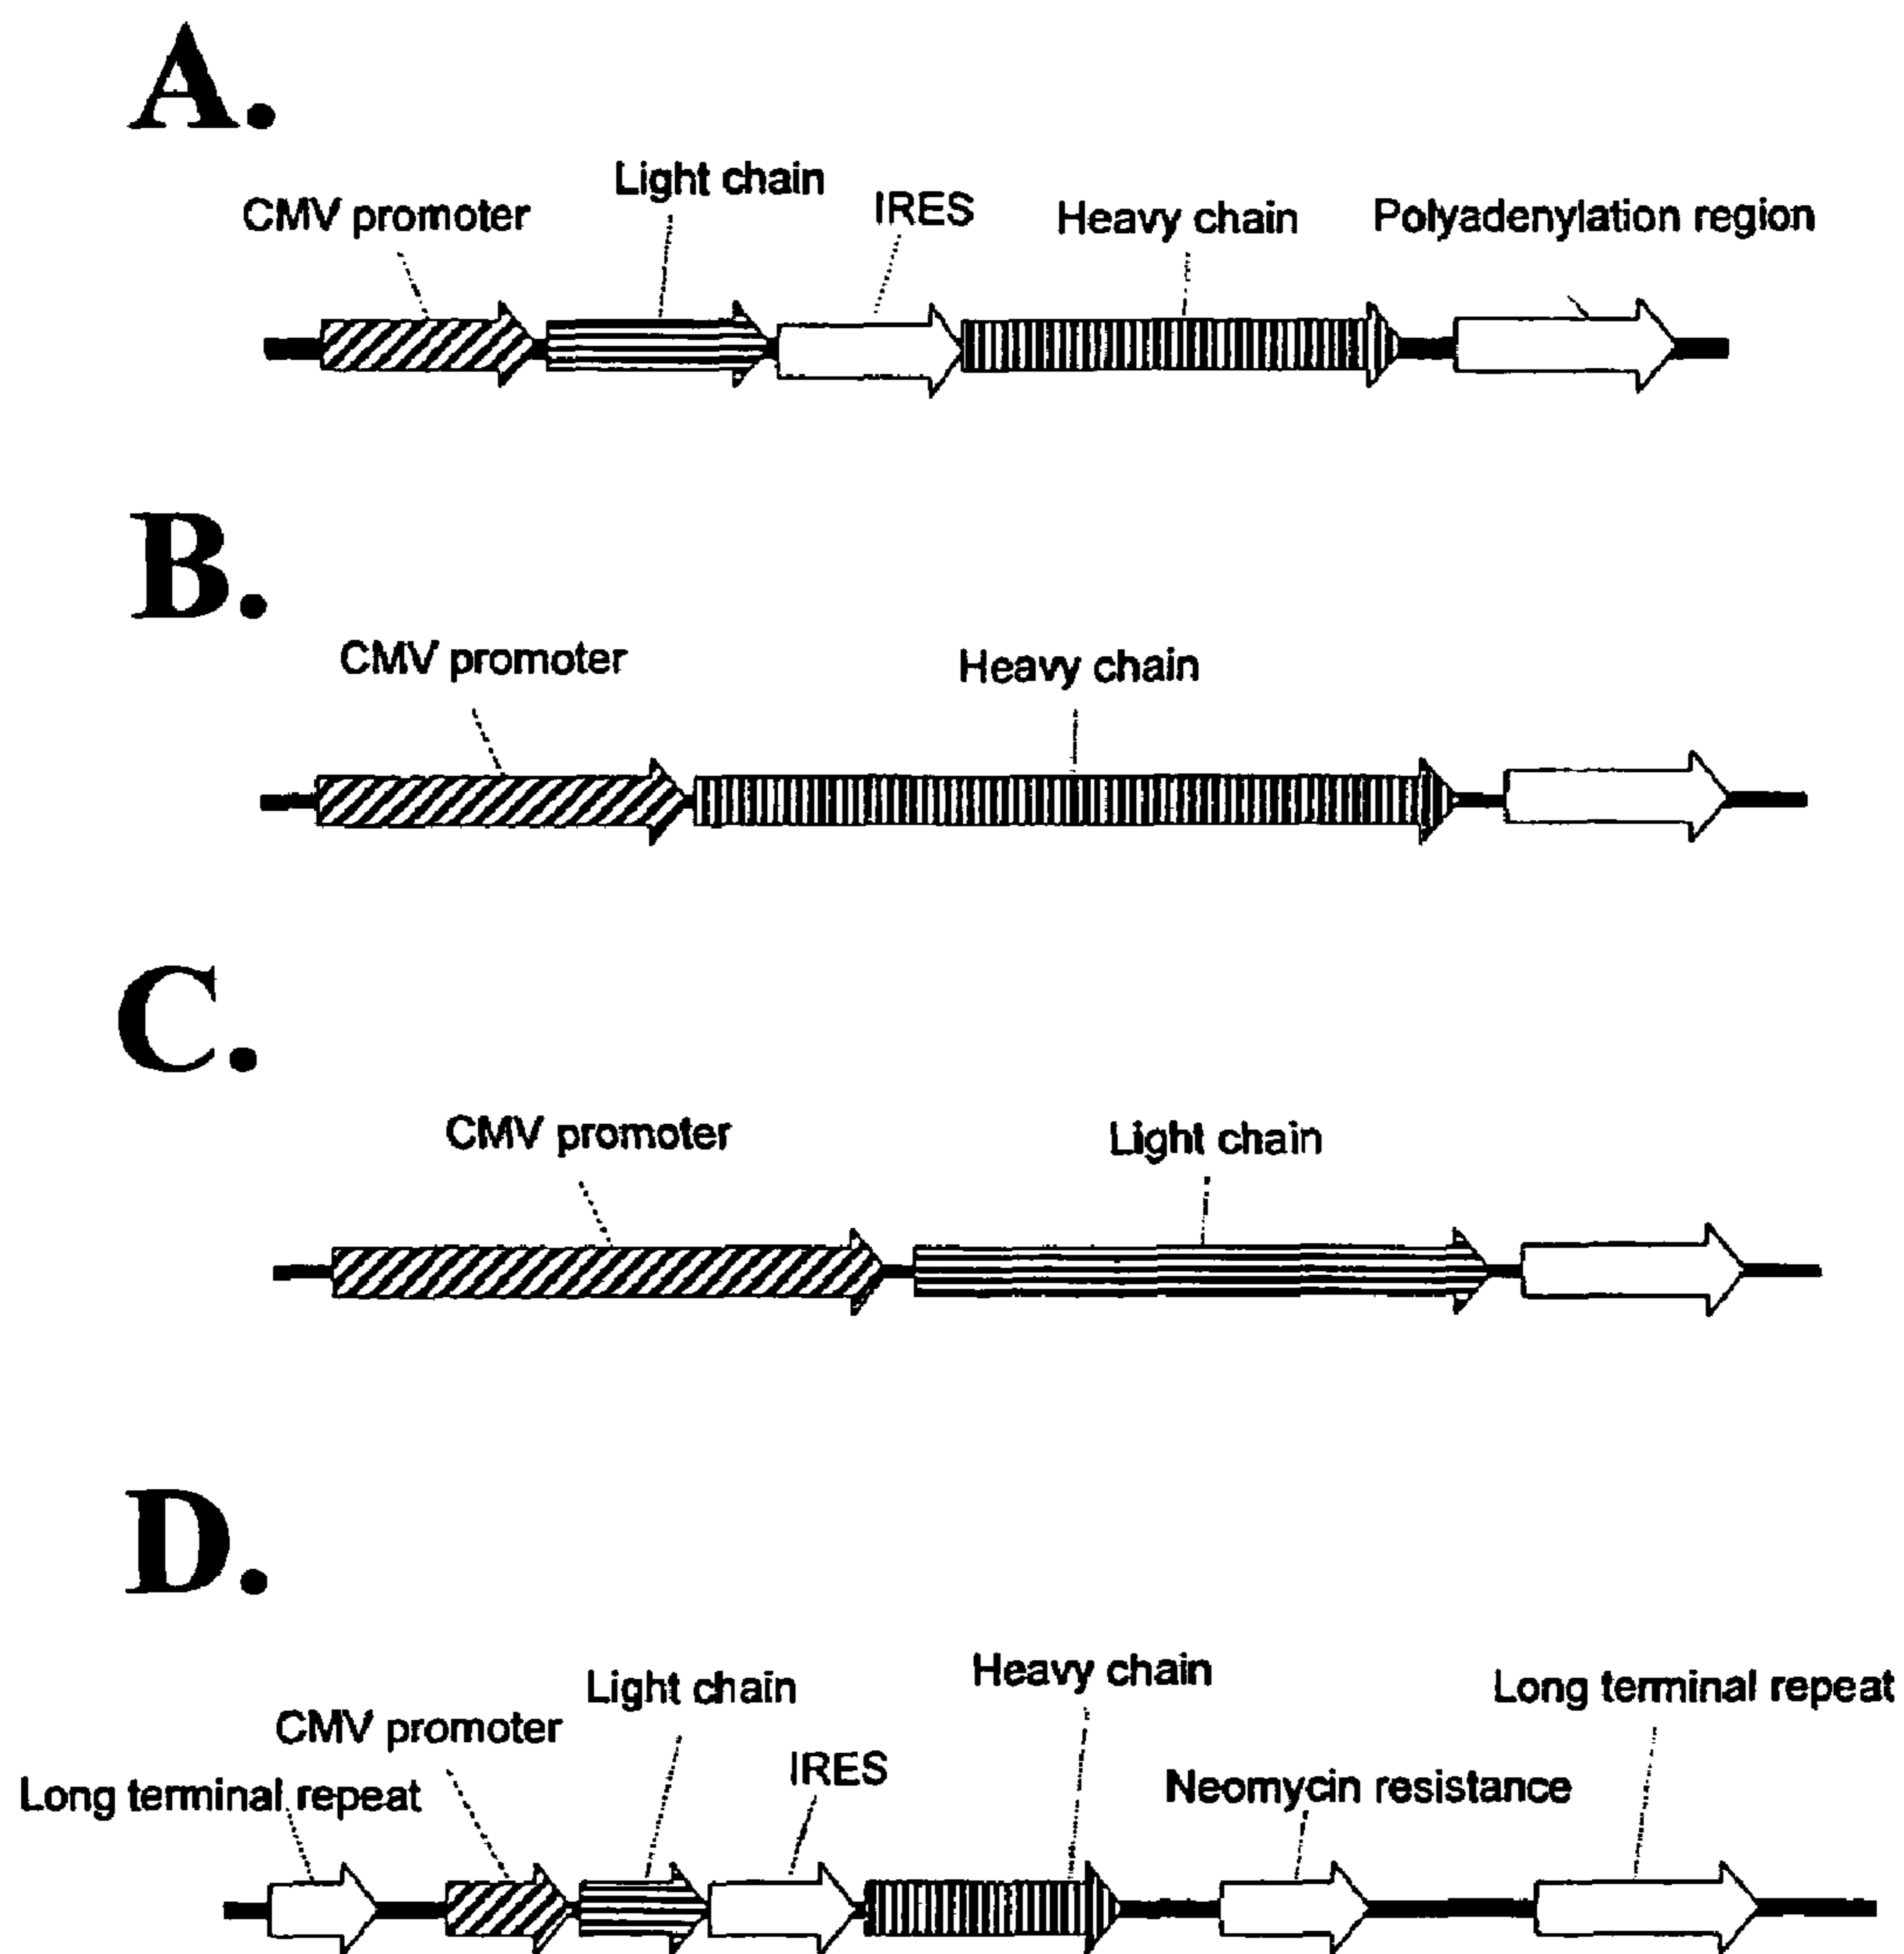 A.
Light chain
CMV promoter
IRES
Heavy chain
Polyadenylation region
B.
CMV promoter
Heavy chain
C.
CMV promoter
Light chain
D.
Heavy chain
Light chain
Long terminal repeat
CMV promoter
IRES
Neomycin resistance
Long terminal repeat